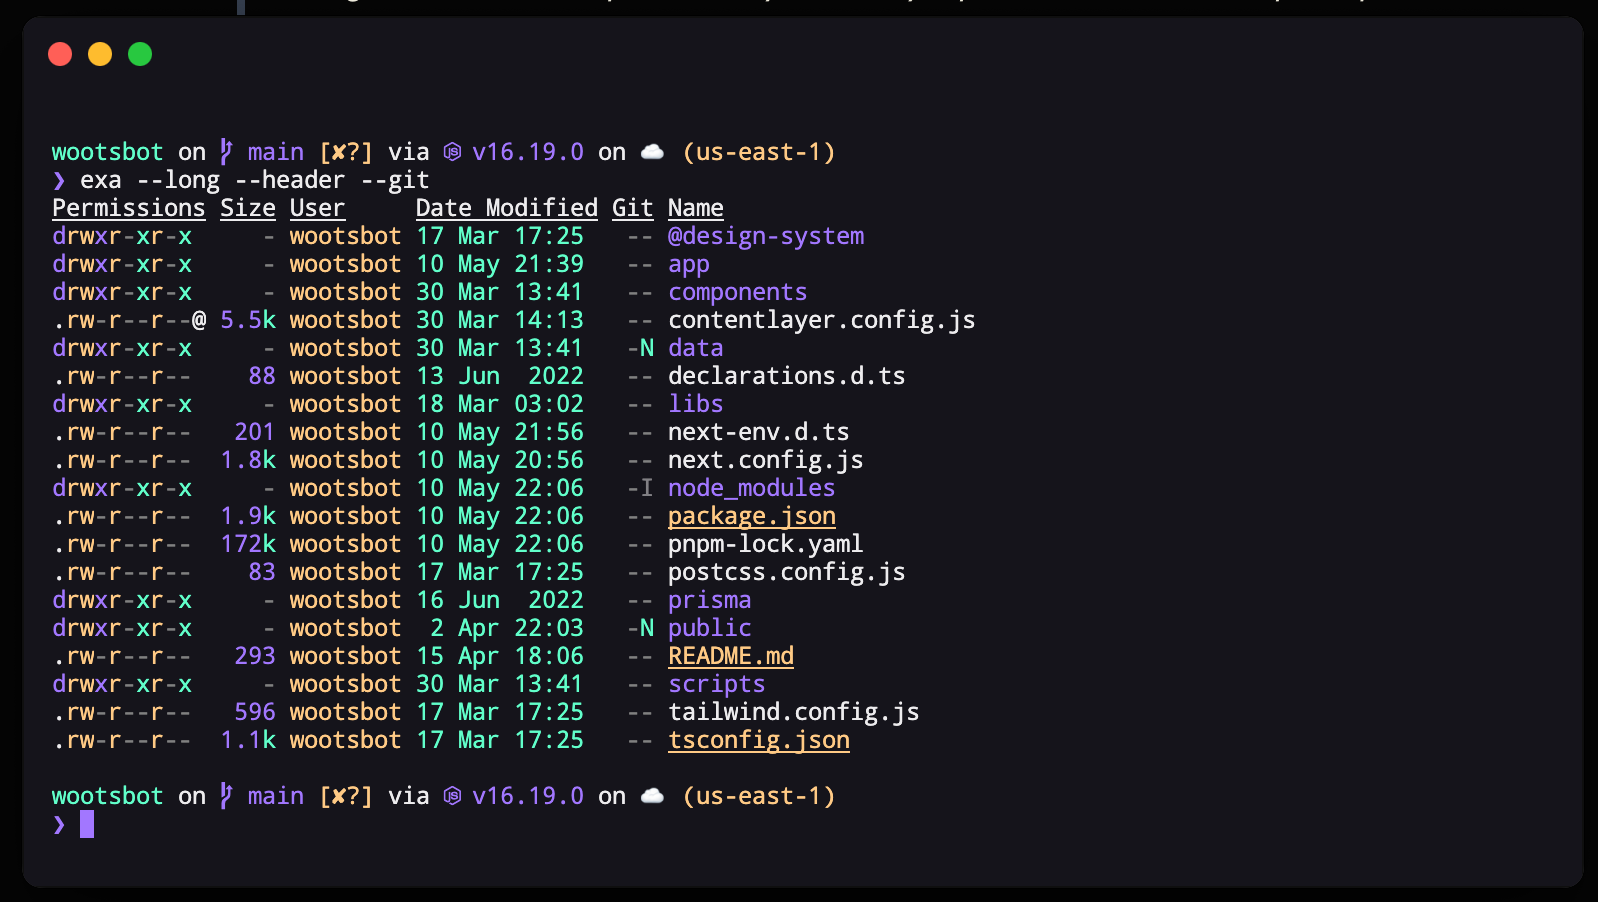 wootsbot on main [✘?] via v16.19.0 on ☁️ (us-east-1)
❯ exa --long --header --git
Permissions Size User     Date Modified Git Name
drwxr-xr-x     - wootsbot 17 Mar 17:25   -- @design-system
drwxr-xr-x     - wootsbot 10 May 21:39   -- app
drwxr-xr-x     - wootsbot 30 Mar 13:41   -- components
.rw-r--r--@ 5.5k wootsbot 30 Mar 14:13   -- contentlayer.config.js
drwxr-xr-x     - wootsbot 30 Mar 13:41   -N data
.rw-r--r--    88 wootsbot 13 Jun  2022   -- declarations.d.ts
drwxr-xr-x     - wootsbot 18 Mar 03:02   -- libs
.rw-r--r--   201 wootsbot 10 May 21:56   -- next-env.d.ts
.rw-r--r--  1.8k wootsbot 10 May 20:56   -- next.config.js
drwxr-xr-x     - wootsbot 10 May 22:06   -I node_modules
.rw-r--r--  1.9k wootsbot 10 May 22:06   -- package.json
.rw-r--r--  172k wootsbot 10 May 22:06   -- pnpm-lock.yaml
.rw-r--r--    83 wootsbot 17 Mar 17:25   -- postcss.config.js
drwxr-xr-x     - wootsbot 16 Jun  2022   -- prisma
drwxr-xr-x     - wootsbot  2 Apr 22:03   -N public
.rw-r--r--   293 wootsbot 15 Apr 18:06   -- README.md
drwxr-xr-x     - wootsbot 30 Mar 13:41   -- scripts
.rw-r--r--   596 wootsbot 17 Mar 17:25   -- tailwind.config.js
.rw-r--r--  1.1k wootsbot 17 Mar 17:25   -- tsconfig.json
wootsbot on main [✘?] via v16.19.0 on ☁️ (us-east-1)
❯